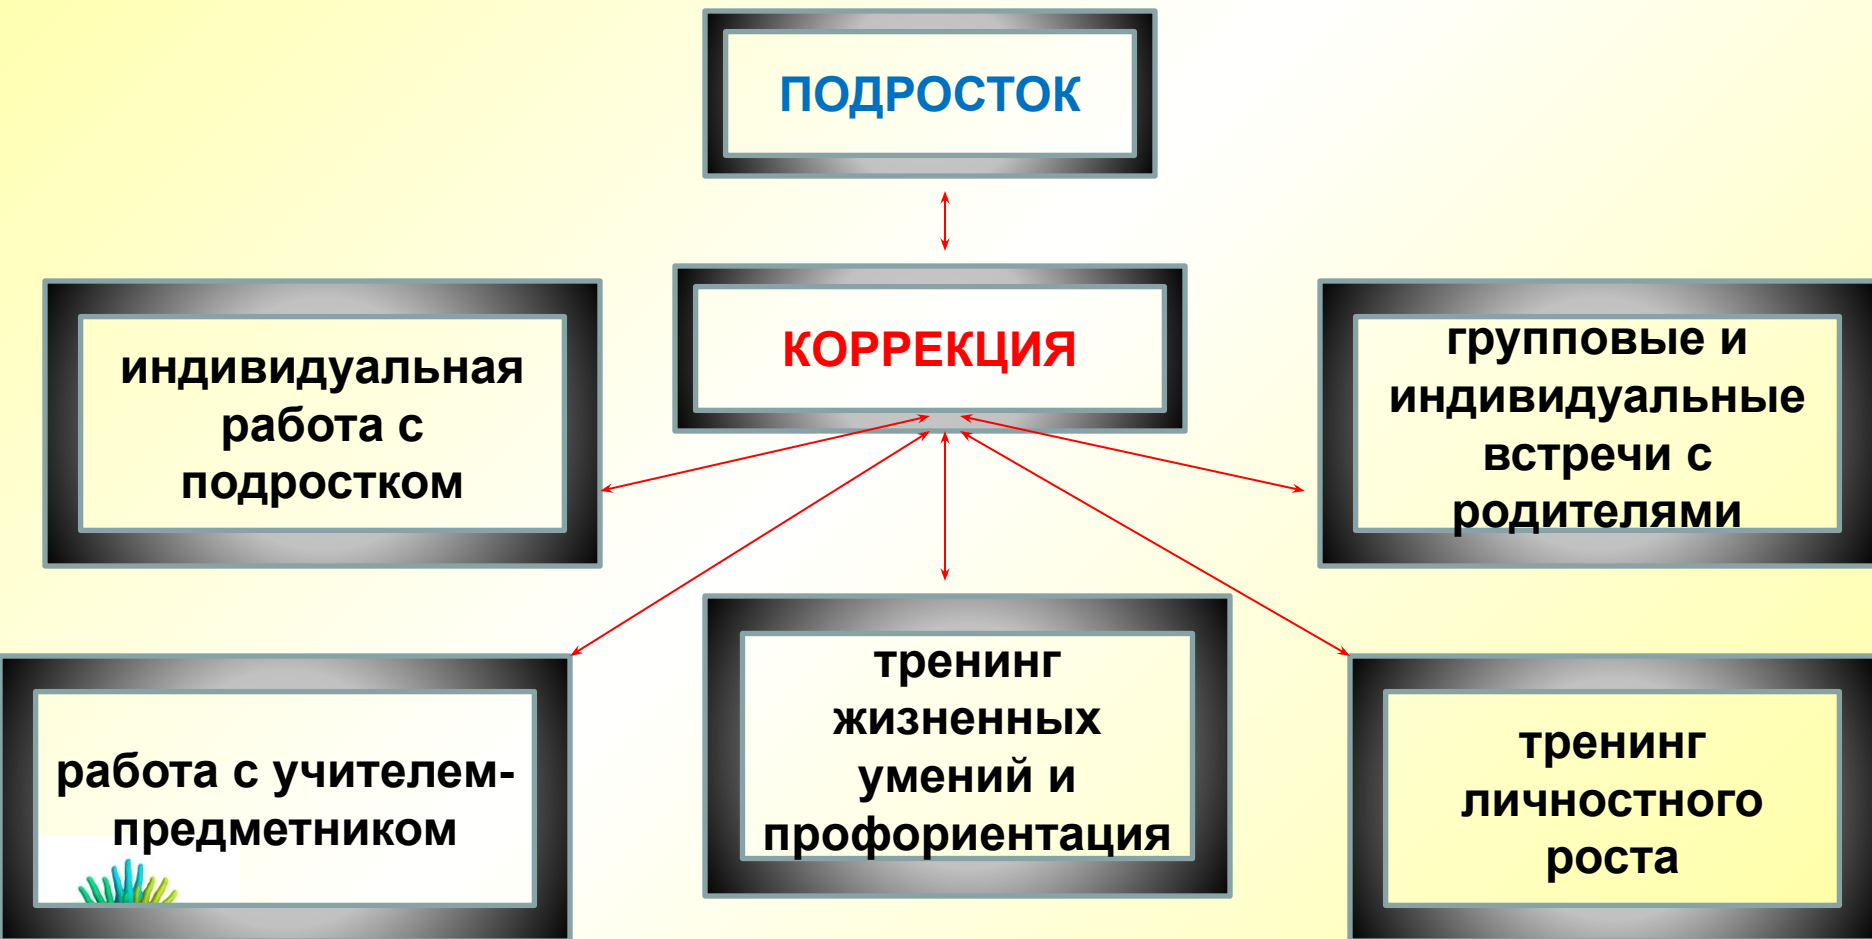 ПОДРОСТОК
КОРРЕКЦИЯ
индивидуальная
работа с
подростком
групповые и
индивидуальные
встречи с
родителями
работа с учителем-
предметником
тренинг
жизненных
умений и
профориентация
тренинг
личностного
роста